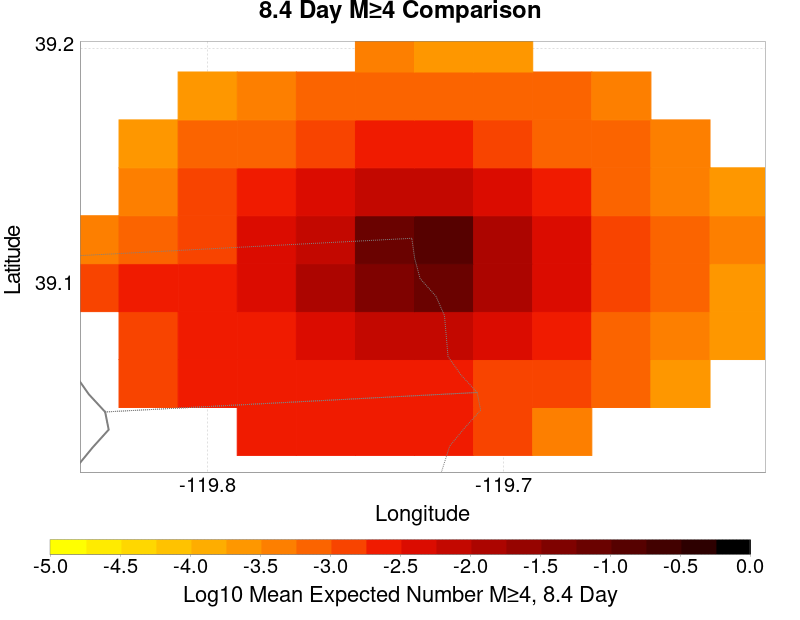 8.4 Day M≥4 Comparison
39.2
39.1
Latitude
-119.8 -119.7
Longitude
-5.0 -4.5 -4.0 -3.5 -3.0 -2.5 -2.0 -1.5 -1.0 -0.5 0.0
Log10 Mean Expected Number M≥4, 8.4 Day